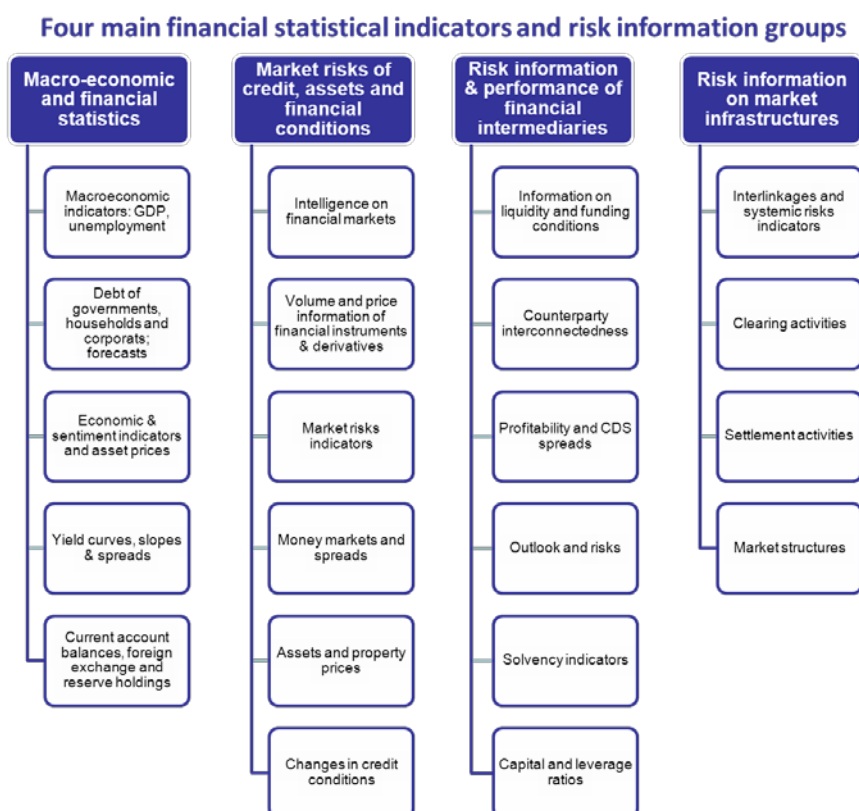 Four main financial statistical indicators and risk information groups
Macro-economic
and financial
statistics
Macroeconomic
indicators: GDP,
unemployment
Debt of
governments,
households and
corporats; forecasts
Economic &
sentiment indicators
and asset prices
Yield curves, slopes
& spreads
Current account
balances, foreign
exchange and
reserve holdings
Market risks of
credit, assets and
financial
conditions
Intelligence on
financial markets
Volume and price
information of
financial instruments
& derivatives
Market risks
indicators
Money markets and
spreads
Assets and property
prices
Changes in credit
conditions
Risk information
& performance of
financial
intermediaries
Information on
liquidity and funding
conditions
Counterparty
interconnectedness
Profitability and CDS
spreads
Outlook and risks
Solvency indicators
Capital and leverage
ratios
Risk information
on market
infrastructures
Interlinkages and
systemic risks
indicators
Clearing activities
Settlement activities
Market structures